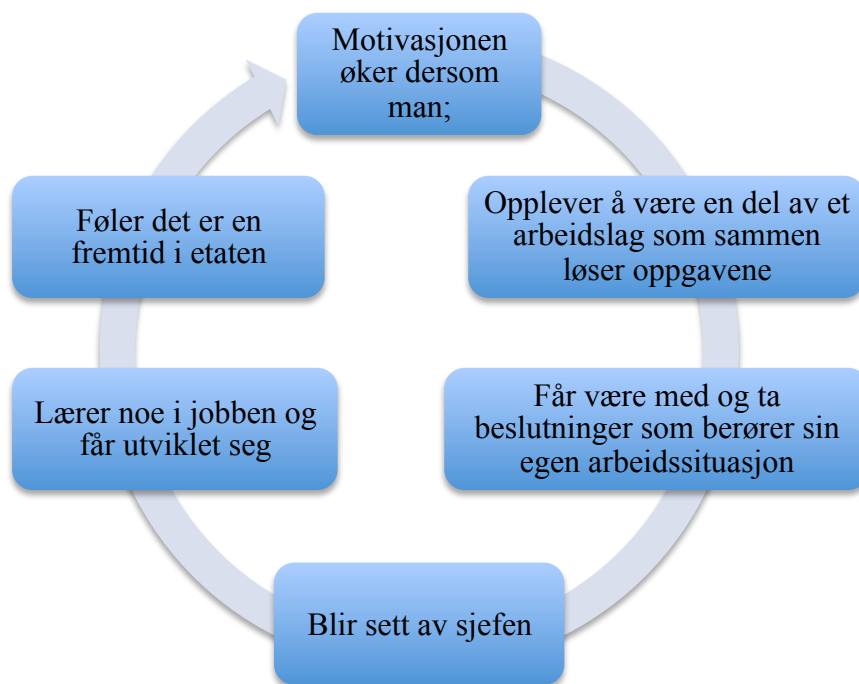 Motivasjonen
øker dersom
man;
Opplever å være en del av et
arbeidslag som sammen
løser oppgavene
Får være med og ta
beslutninger som berører sin
egen arbeidssituasjon
Blir sett av sjefen
Lærer noe i jobben og
får utviklet seg
Føler det er en
fremtid i etaten